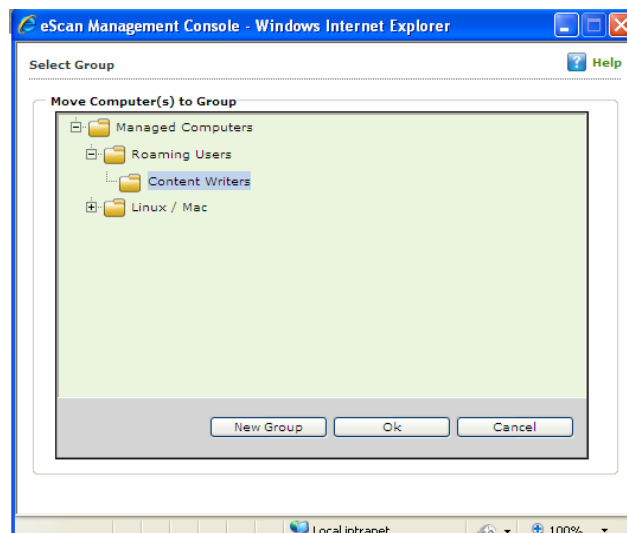 eScan Management Console - Windows Internet Explorer
Select Group
Help
Move Computer(s) to Group
Managed Computers
Roaming Users
Content Writers
Linux / Mac
New Group Ok Cancel
Local intranet 100%